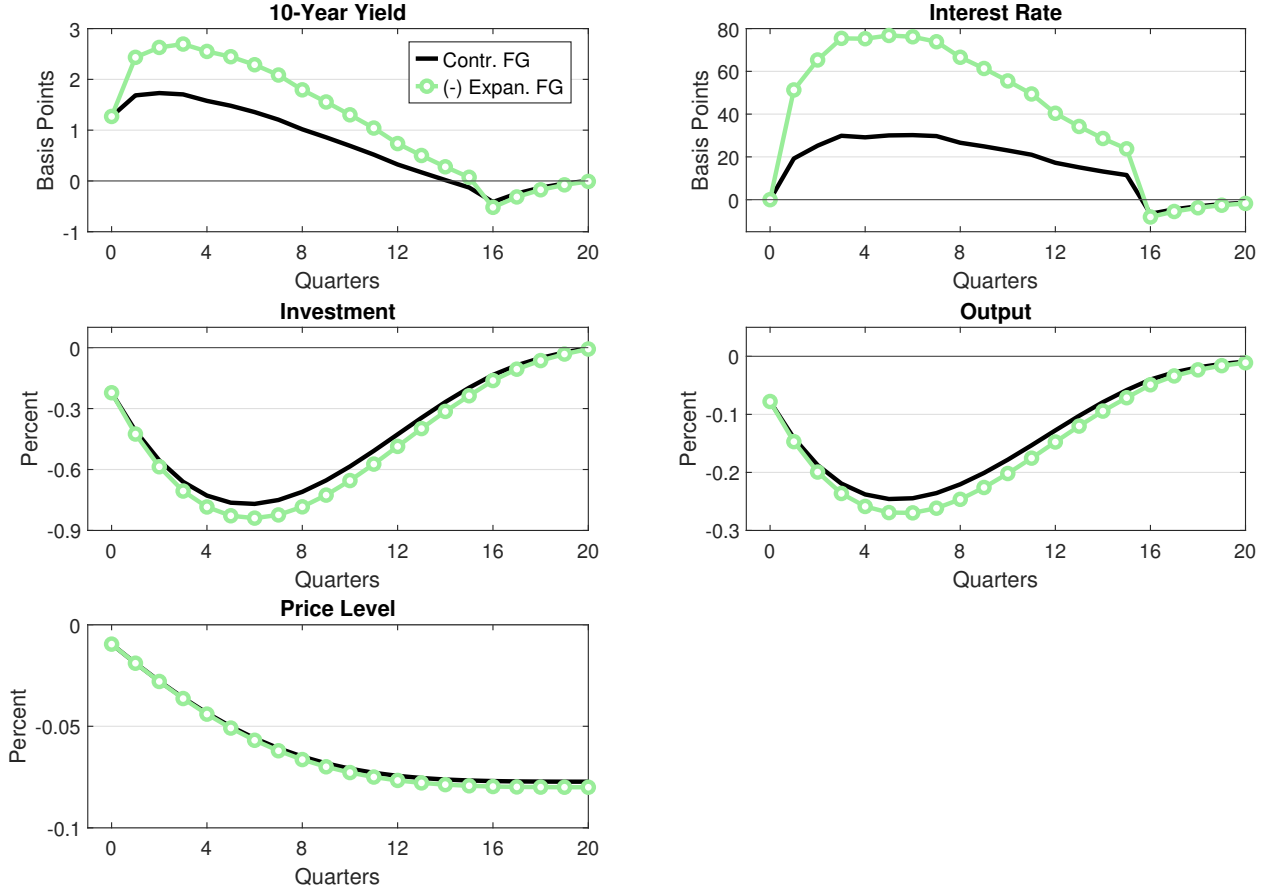 10-Year Yield
3
2
1
0
-1
Basis Points
0 4 8 12 16 20
Quarters
Contr. FG
(-) Expan. FG
Interest Rate
80
60
40
20
0
Basis Points
0 4 8 12 16 20
Quarters
Investment
0
-0.3
-0.6
-0.9
Percent
0 4 8 12 16 20
Quarters
Output
0
-0.1
-0.2
-0.3
Percent
0 4 8 12 16 20
Quarters
Price Level
0
-0.05
-0.1
Percent
0 4 8 12 16 20
Quarters